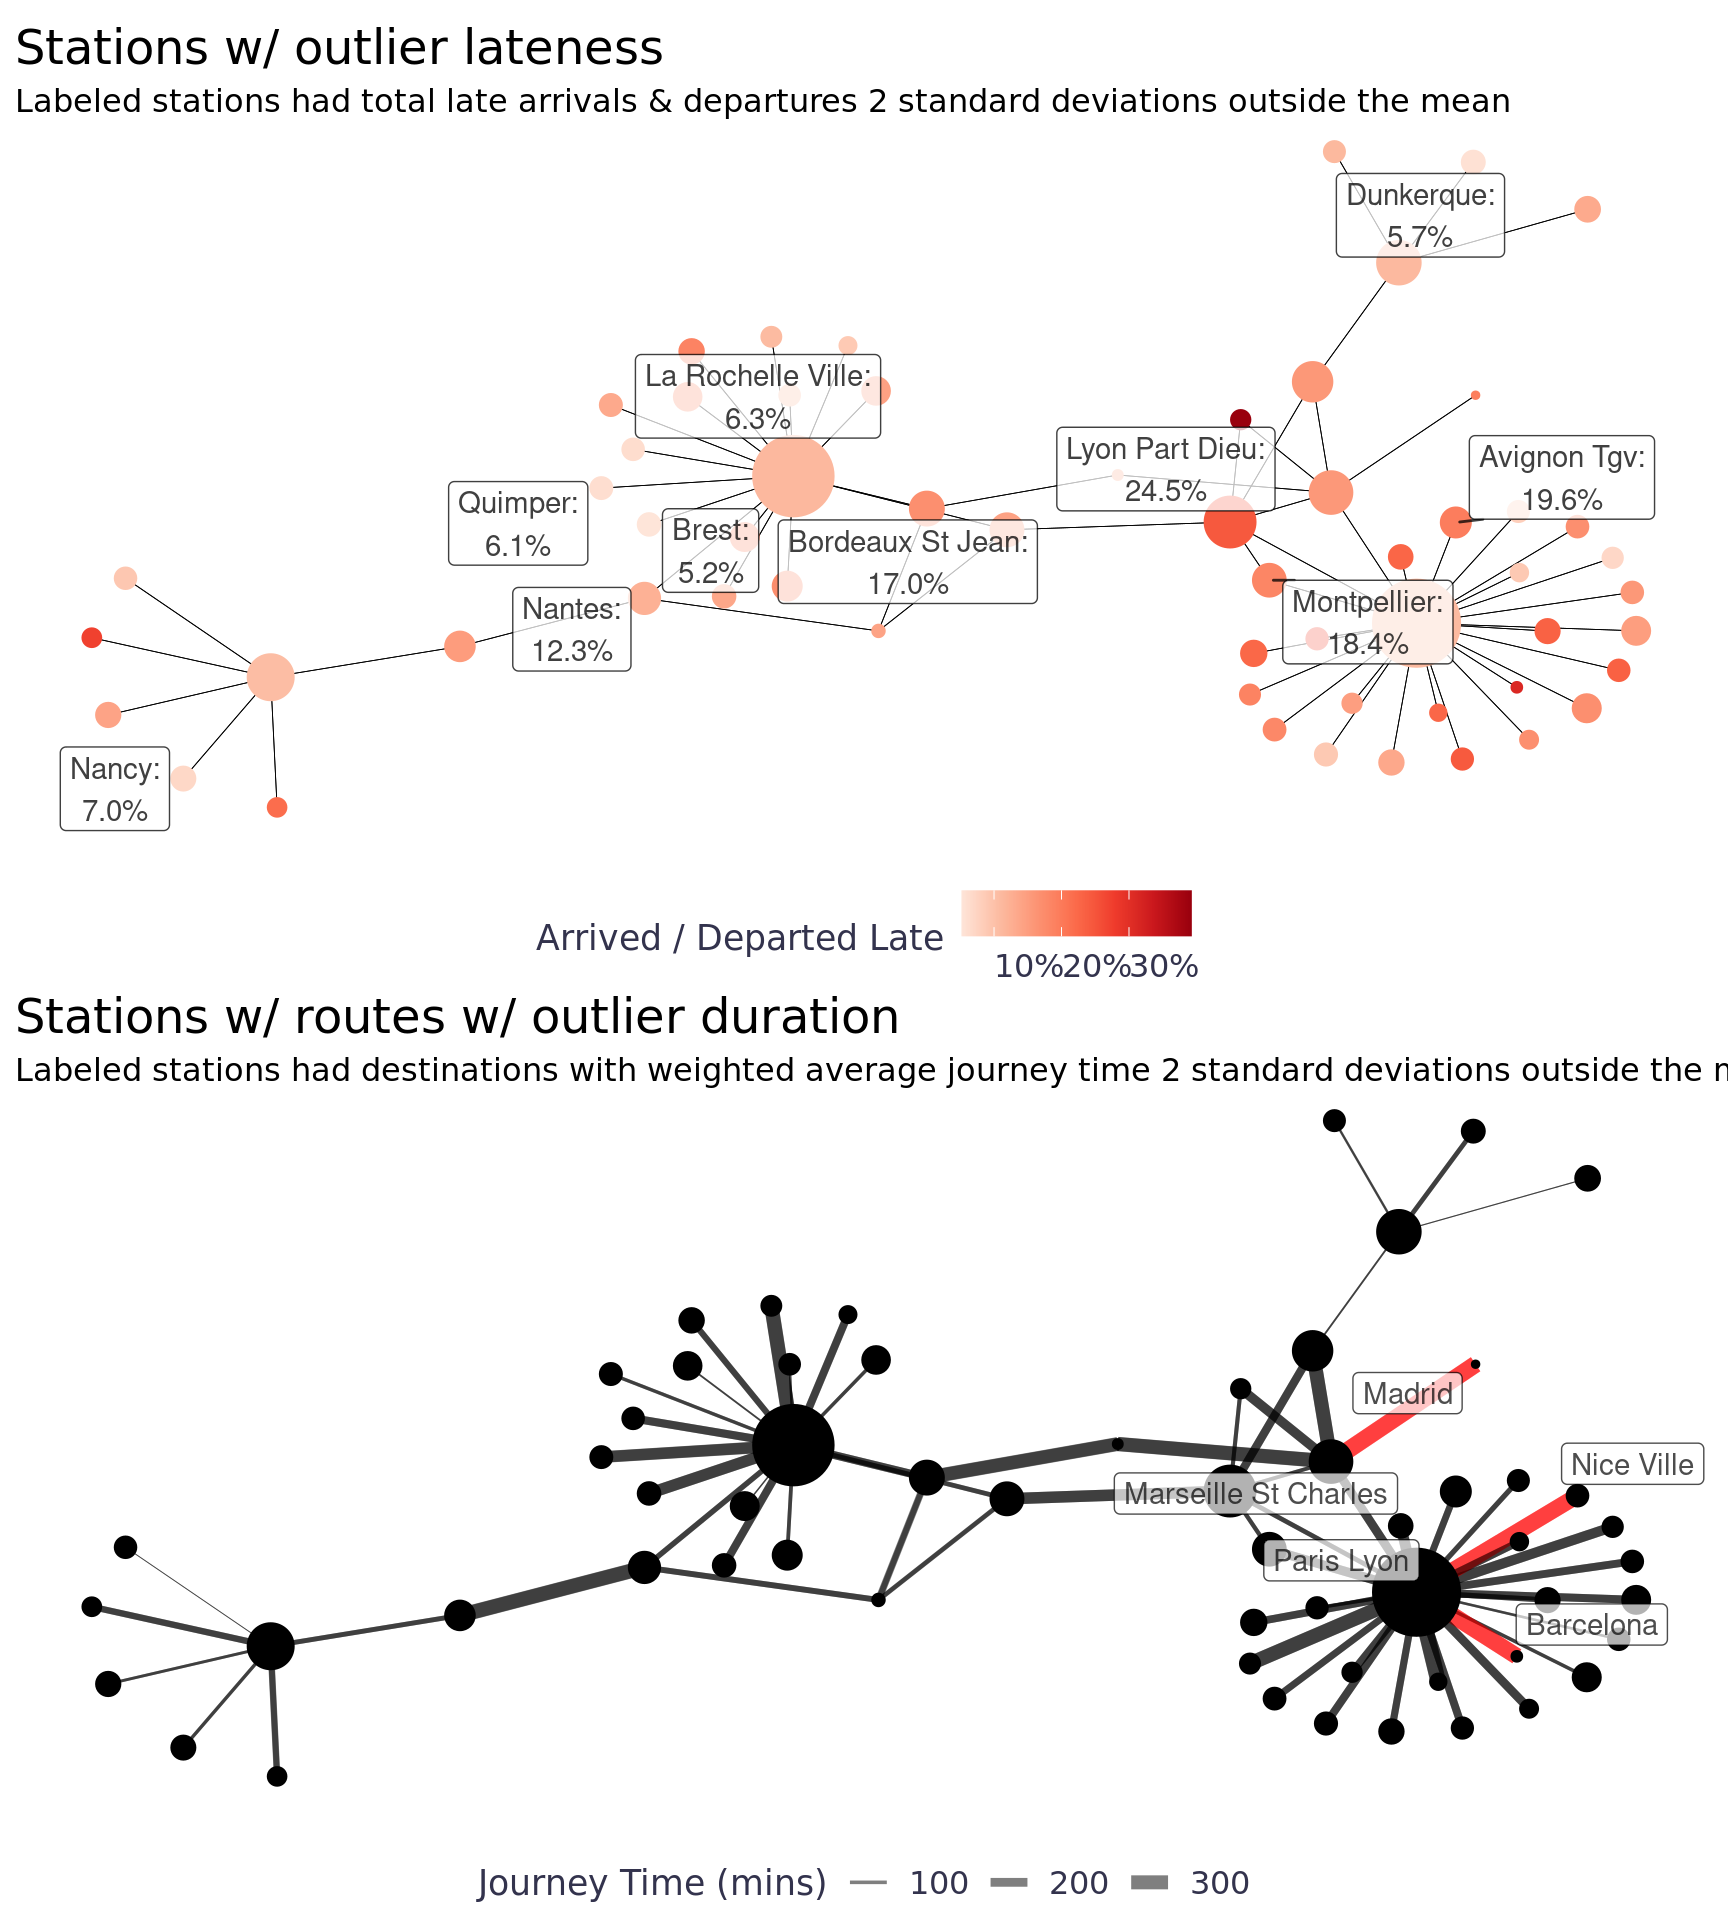 Stations w/ outlier lateness
Labeled stations had total late arrivals & departures 2 standard deviations outside the mean
Dunkerque:
5.7%
La Rochelle Ville:
6.3%
Lyon Part Dieu:
24.5%
Avignon Tgv:
19.6%
Quimper:
6.1%
Brest:
5.2%
Bordeaux St Jean:
17.0%
Nantes:
12.3%
Montpellier:
18.4%
Nancy:
7.0%
Arrived / Departed Late
10% 20% 30%
Stations w/ routes w/ outlier duration
Labeled stations had destinations with weighted average journey time 2 standard deviations outside the
Madrid
Nice Ville
Marseille St Charles
Paris Lyon
Barcelona
Journey Time (mins) 100 200 300